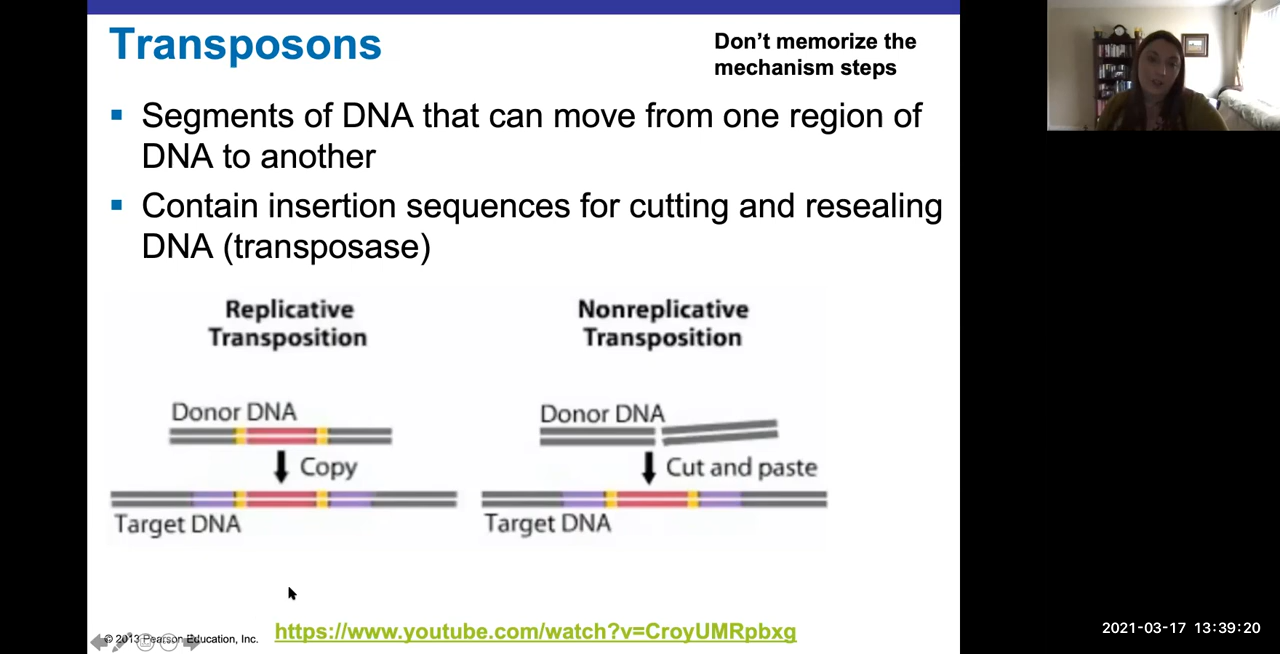 Transposons
Don’t memorize the
mechanism steps
▪ Segments of DNA that can move from one region of
DNA to another
▪ Contain insertion sequences for cutting and resealing
DNA (transposase)
Replicative
Transposition
Donor DNA
Copy
Target DNA
Nonreplicative
Transposition
Donor DNA
Cut and paste
Target DNA
© 2013 Pearson Education, Inc.
https://www.youtube.com/watch?v=CroyUMRpbxg
2021-03-17 13:39:20